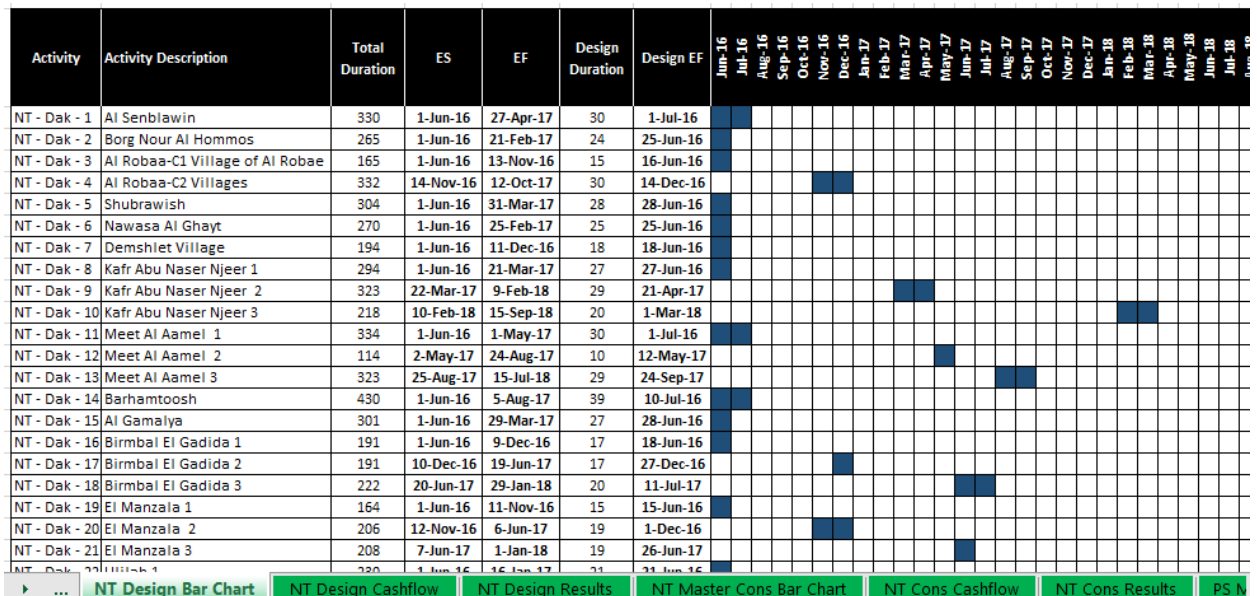 Activity Activity Description Total Duration ES EF Design Duration Design EF Jun-16 Jul-16 Aug-16 Sep-16 Oct-16 Nov-16 Dec-16 Jan-17 Feb-17 Mar-17 Apr-17 May-17 Jun-17 Jul-17 Aug-17 Sep-17 Oct-17 Nov-17 Dec-17 Jan-18 Feb-18 Mar-18 Apr-18 May-18 Jun-18 Jul-18 Aug-18
NT - Dak - 1 Al Senblawin 330 1-Jun-16 27-Apr-17 30 1-Jul-16
NT - Dak - 2 Borg Nour Al Hommos 265 1-Jun-16 21-Feb-17 24 25-Jun-16
NT - Dak - 3 Al Robaa-C1 Village of Al Robae 165 1-Jun-16 13-Nov-16 15 16-Jun-16
NT - Dak - 4 Al Robaa-C2 Villages 332 14-Nov-16 12-Oct-17 30 14-Dec-16
NT - Dak - 5 Shubrawish 304 1-Jun-16 31-Mar-17 28 28-Jun-16
NT - Dak - 6 Nawasa Al Ghayt 270 1-Jun-16 25-Feb-17 25 25-Jun-16
NT - Dak - 7 Demshlet Village 194 1-Jun-16 11-Dec-16 18 18-Jun-16
NT - Dak - 8 Kafr Abu Naser Njeer 1 294 1-Jun-16 21-Mar-17 27 27-Jun-16
NT - Dak - 9 Kafr Abu Naser Njeer 2 323 22-Mar-17 9-Feb-18 29 21-Apr-17
NT - Dak - 10 Kafr Abu Naser Njeer 3 218 10-Feb-18 15-Sep-18 20 1-Mar-18
NT - Dak - 11 Meet Al Aamel 1 334 1-Jun-16 1-May-17 30 1-Jul-16
NT - Dak - 12 Meet Al Aamel 2 114 2-May-17 24-Aug-17 10 12-May-17
NT - Dak - 13 Meet Al Aamel 3 323 25-Aug-17 15-Jul-18 29 24-Sep-17
NT - Dak - 14 Barhamtoosh 430 1-Jun-16 5-Aug-17 39 10-Jul-16
NT - Dak - 15 Al Gamalya 301 1-Jun-16 29-Mar-17 27 28-Jun-16
NT - Dak - 16 Birmbal El Gadida 1 191 1-Jun-16 9-Dec-16 17 18-Jun-16
NT - Dak - 17 Birmbal El Gadida 2 191 10-Dec-16 19-Jun-17 17 27-Dec-16
NT - Dak - 18 Birmbal El Gadida 3 222 20-Jun-17 29-Jan-18 20 11-Jul-17
NT - Dak - 19 El Manzala 1 164 1-Jun-16 11-Nov-16 15 15-Jun-16
NT - Dak - 20 El Manzala 2 206 12-Nov-16 6-Jun-17 19 1-Dec-16
NT - Dak - 21 El Manzala 3 208 7-Jun-17 1-Jan-18 19 26-Jun-17
NT - Dak - 22 1 230 1-Jun-16 16-Jan-17 21 21-Jun-16
... NT Design Bar Chart NT Design Cashflow NT Design Results NT Master Cons Bar Chart NT Cons Cashflow NT Cons Results PS